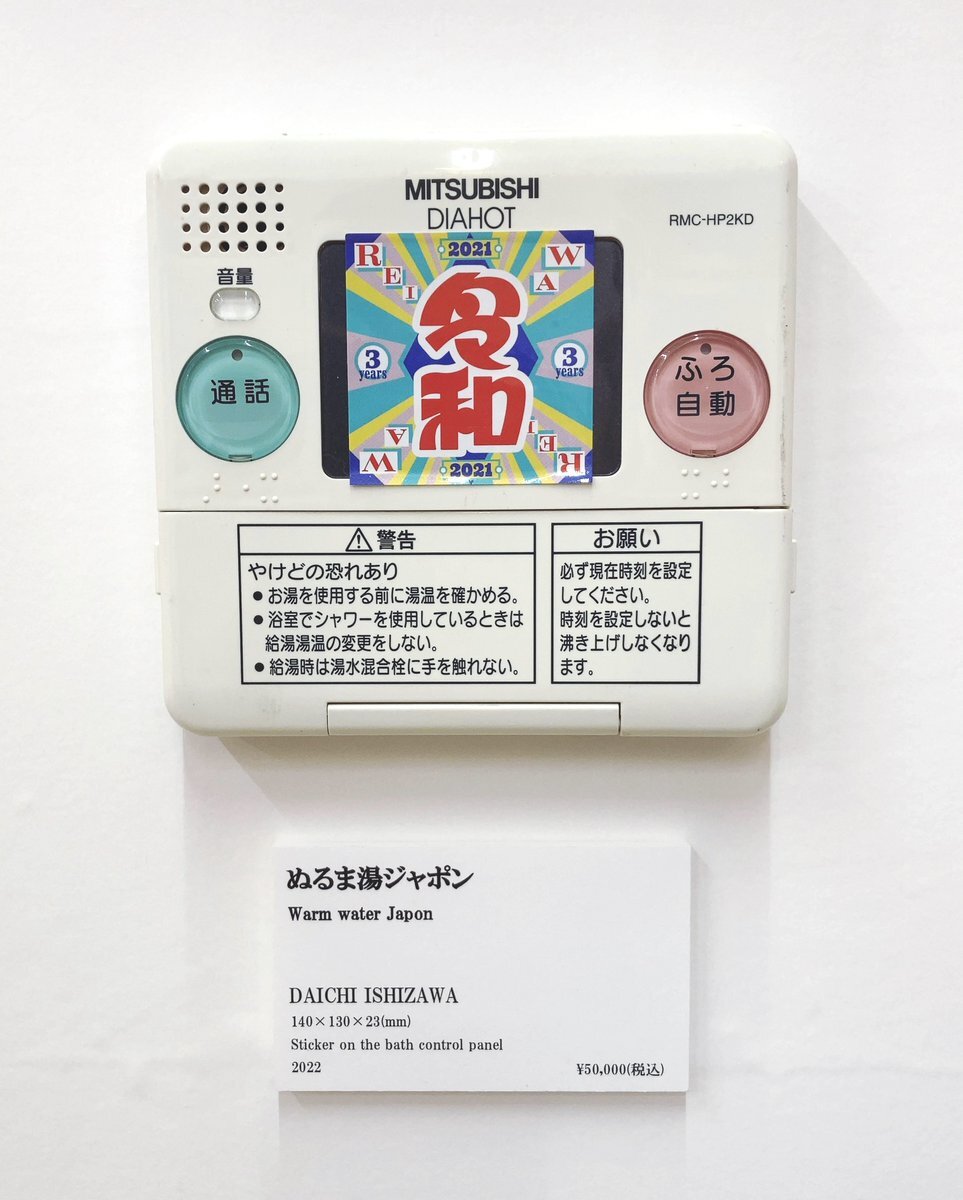 MITSUBISHI
DIAHOT
RMC-HP2KD
音量
通話
ふろ
自動
2021
REI WA
令和
3 years
3 years
REI WA
2021
⚠警告
やけどの恐れあり
●お湯を使用する前に湯温を確かめる。
●浴室でシャワーを使用しているときは
給湯湯温の変更をしない。
●給湯時は湯水混合栓に手を触れない。
お願い
必ず現在時刻を設定
してください。
時刻を設定しないと
沸き上げしなくなり
ます。
ぬるま湯ジャポン
Warm water Japon
DAICHI ISHIZAWA
140×130×23(mm)
Sticker on the bath control panel
2022
¥50,000(税込)